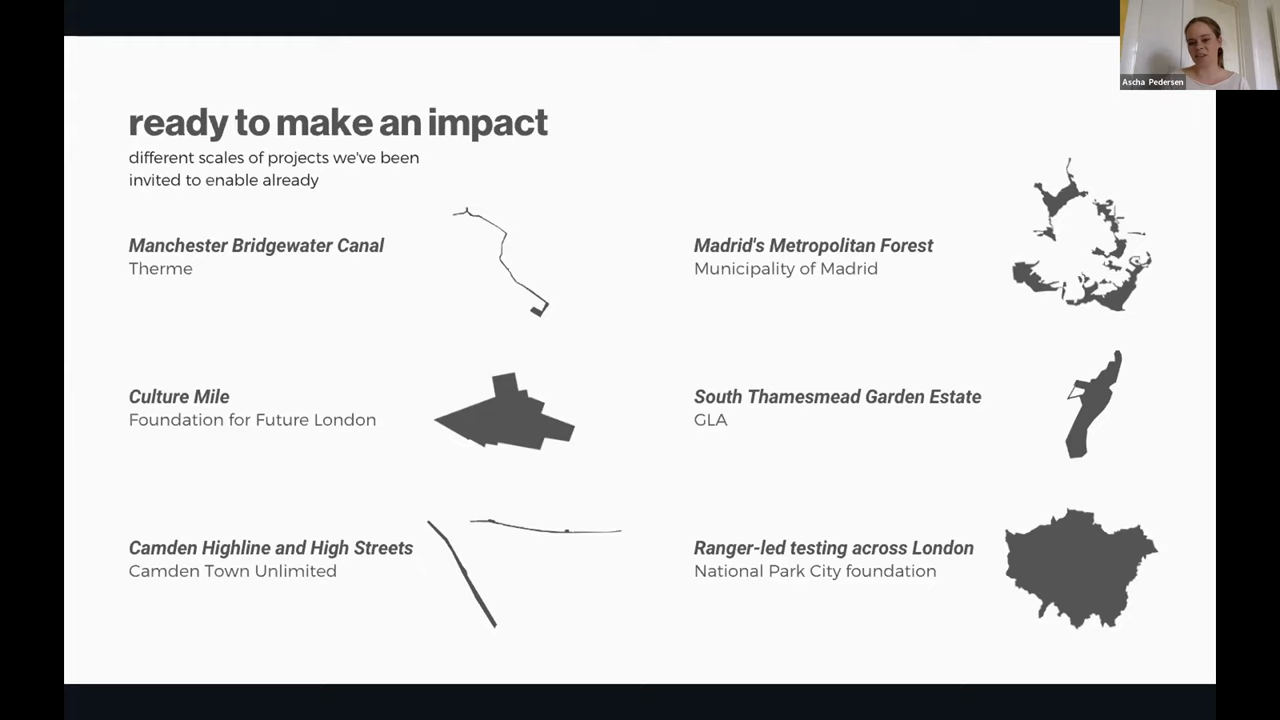 ready to make an impact
different scales of projects we've been
invited to enable already
Manchester Bridgewater Canal
Therme
Culture Mile
Foundation for Future London
Camden Highline and High Streets
Camden Town Unlimited
Madrid's Metropolitan Forest
Municipality of Madrid
South Thamesmead Garden Estate
GLA
Ranger-led testing across London
National Park City foundation
Ascha Pedersen